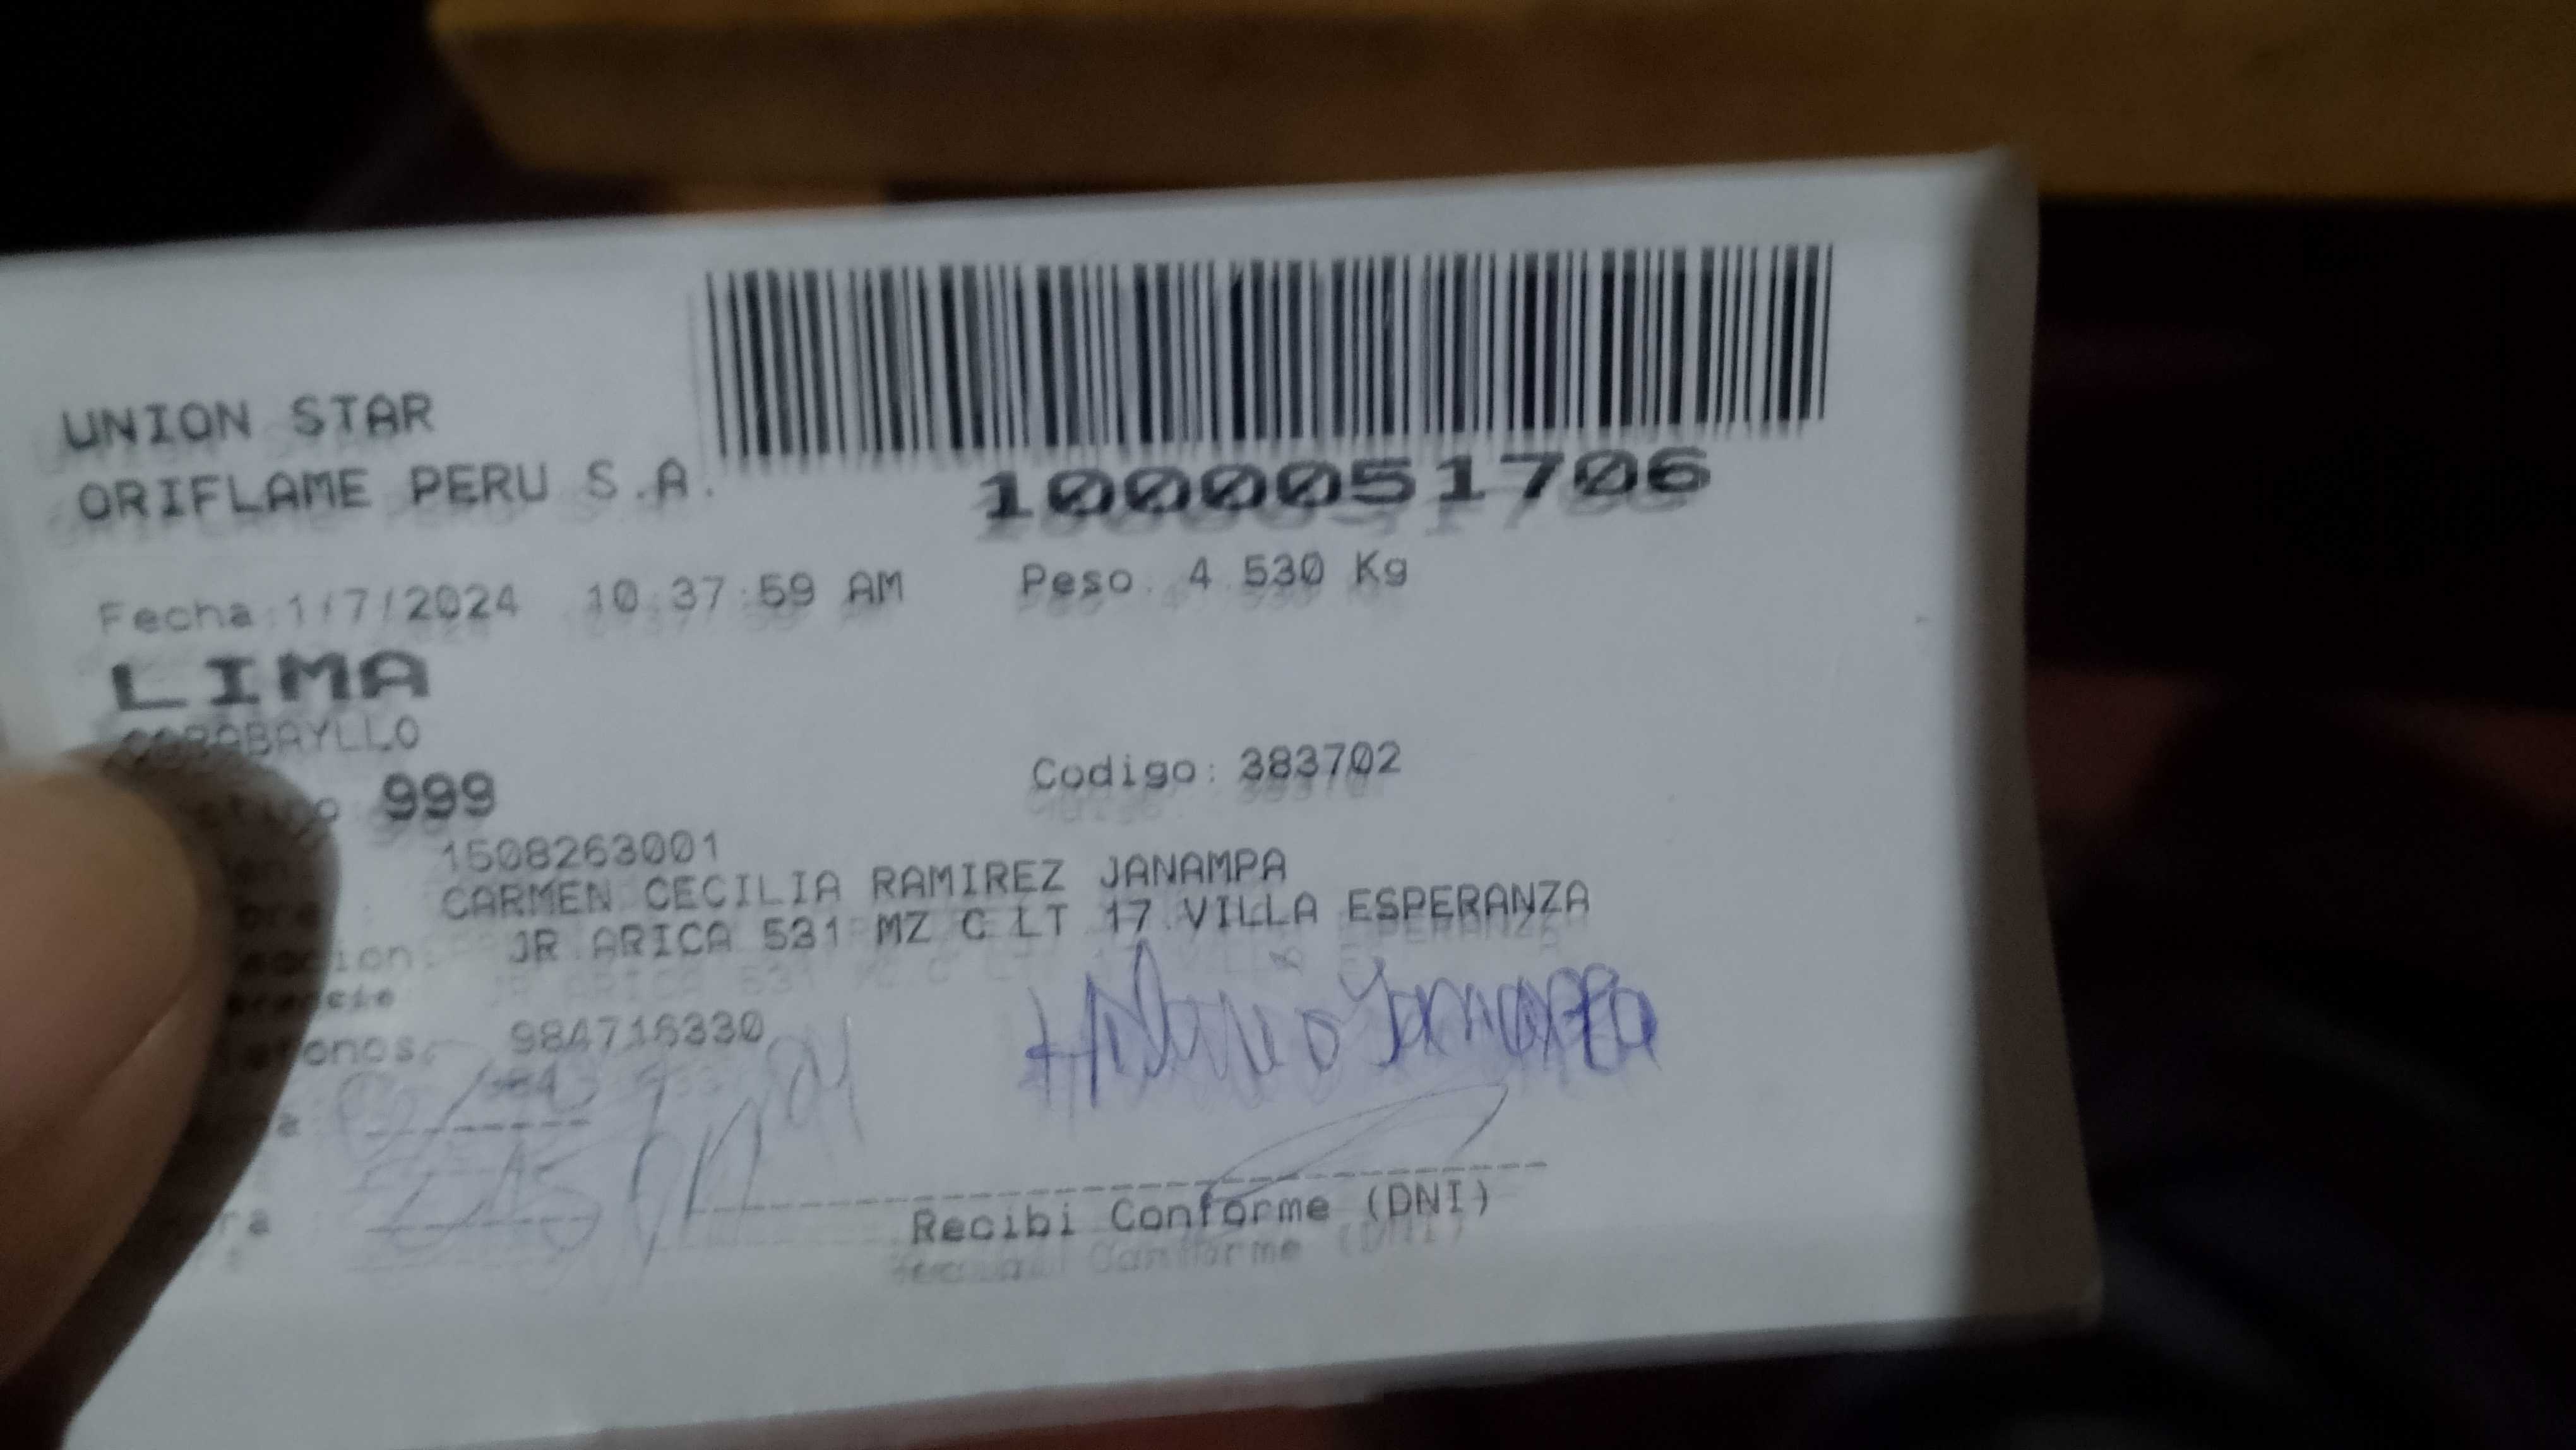 UNION STAR
ORIFLAME PERU S.A.
1000051706
Fecha:1/7/2024 10:37:59 AM Peso. 4.530 Kg
LIMA
CARABAYLLO
999 Codigo: 383702
1508263001
CARMEN CECILIA RAMIREZ JANAMPA
JR ARICA 531 MZ C LT 17 VILLA ESPERANZA
984716330
Janampa
Recibi Conforme (DNI)